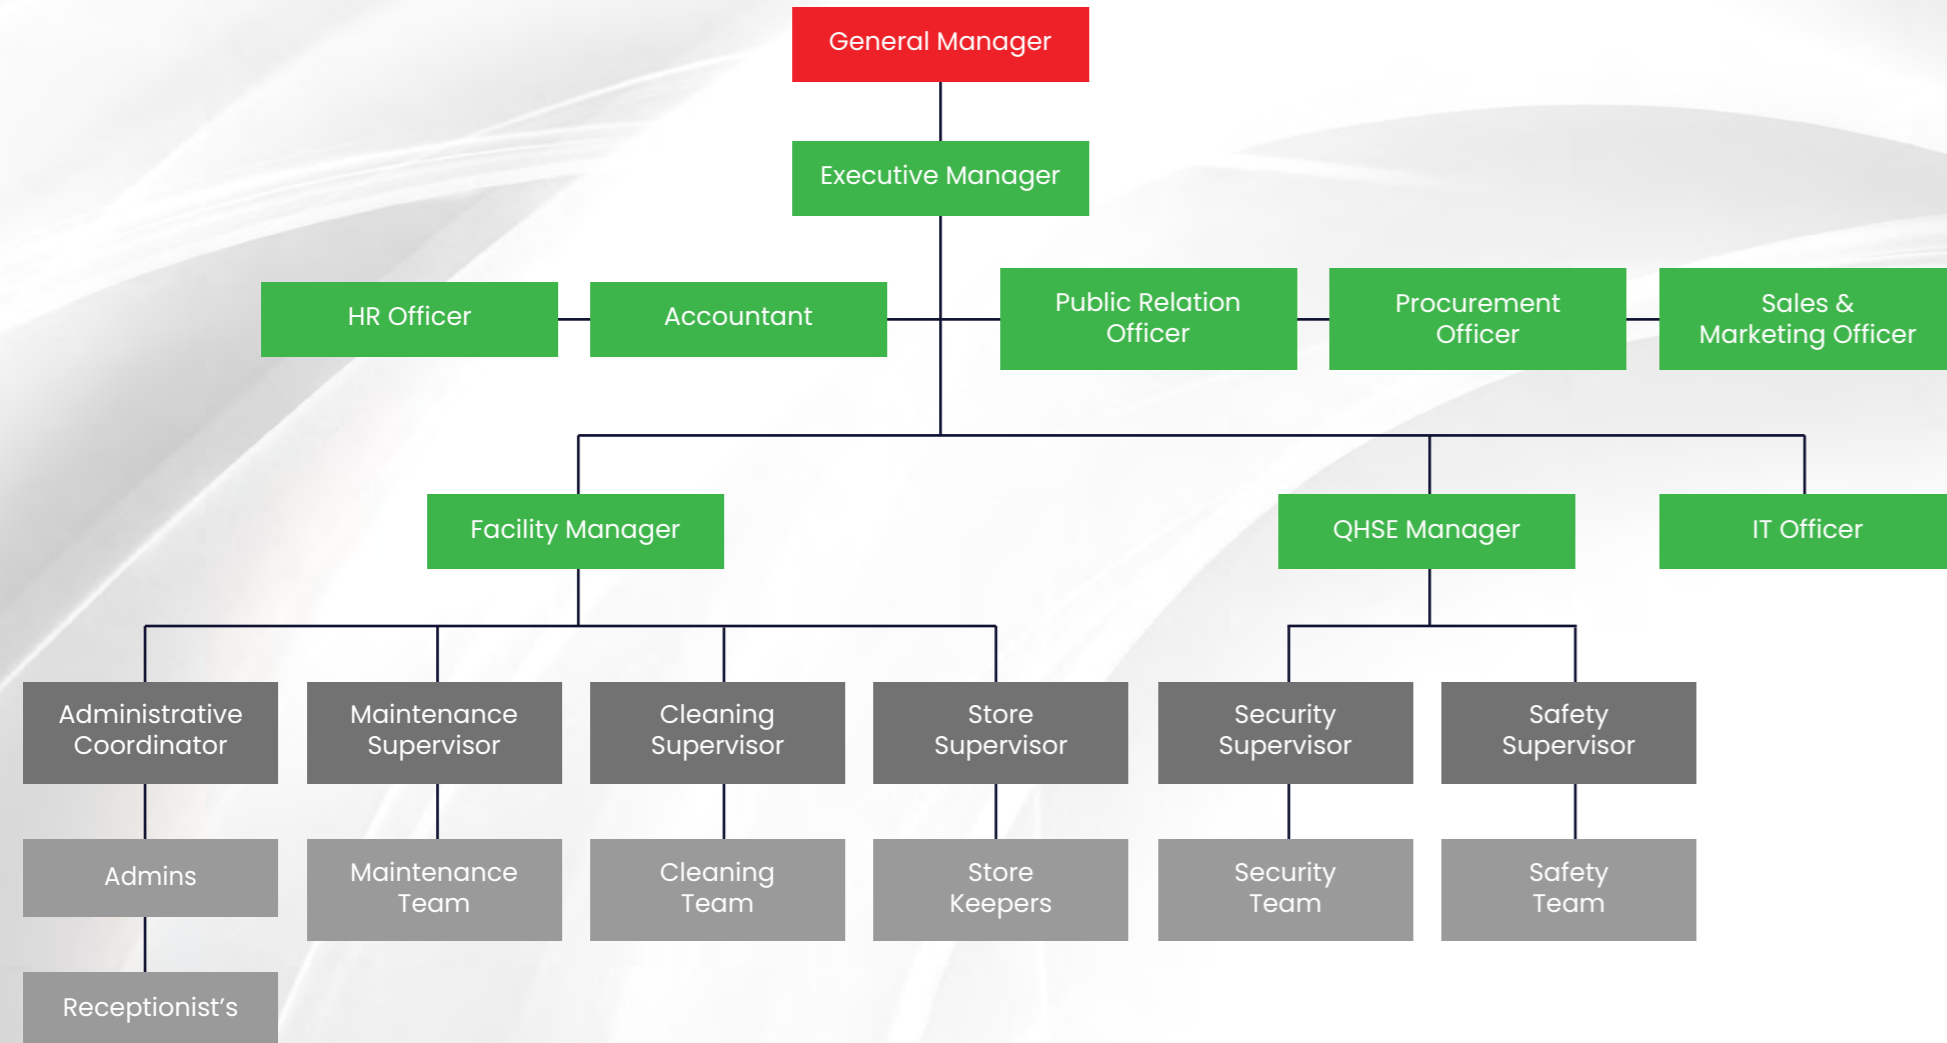 General Manager
Executive Manager
HR Officer
Accountant
Public Relation
Officer
Procurement
Officer
Sales &
Marketing Officer
Facility Manager
QHSE Manager
IT Officer
Administrative
Coordinator
Maintenance
Supervisor
Cleaning
Supervisor
Store
Supervisor
Security
Supervisor
Safety
Supervisor
Admins
Maintenance
Team
Cleaning
Team
Store
Keepers
Security
Team
Safety
Team
Receptionist’s